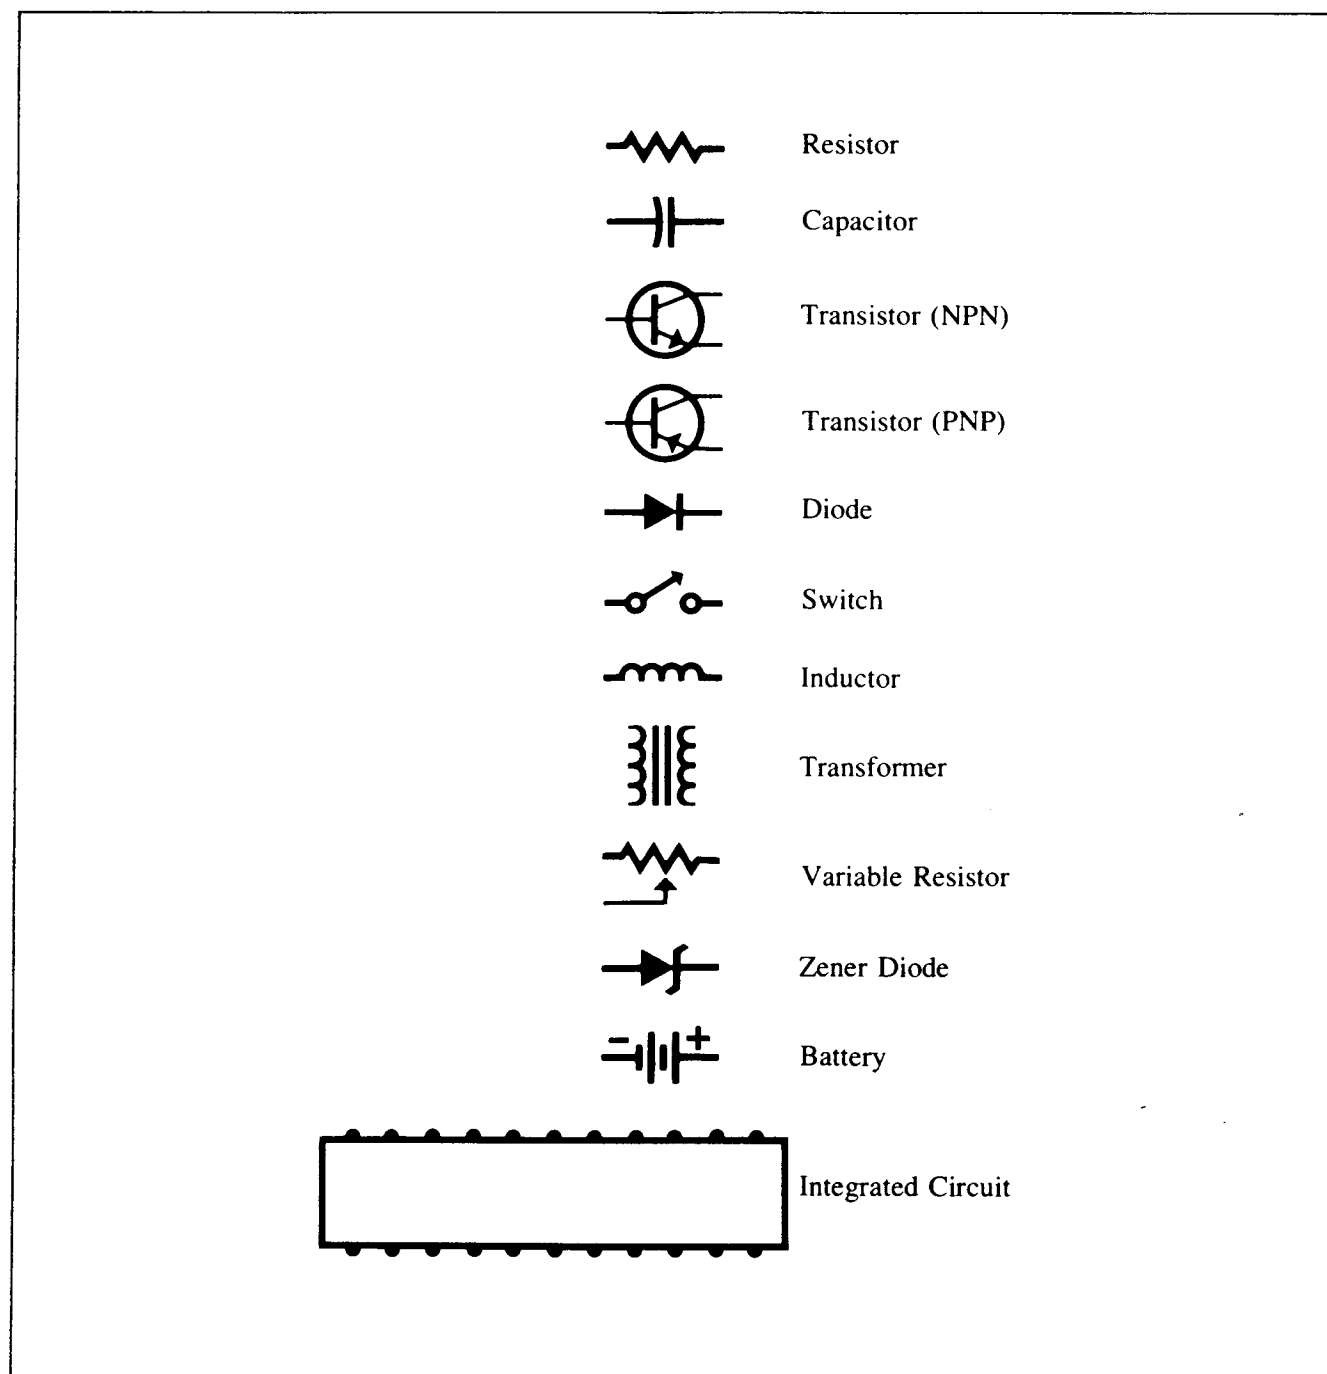 Resistor
Capacitor
Transistor (NPN)
Transistor (PNP)
Diode
Switch
Inductor
Transformer
Variable Resistor
Zener Diode
- +
Battery
Integrated Circuit